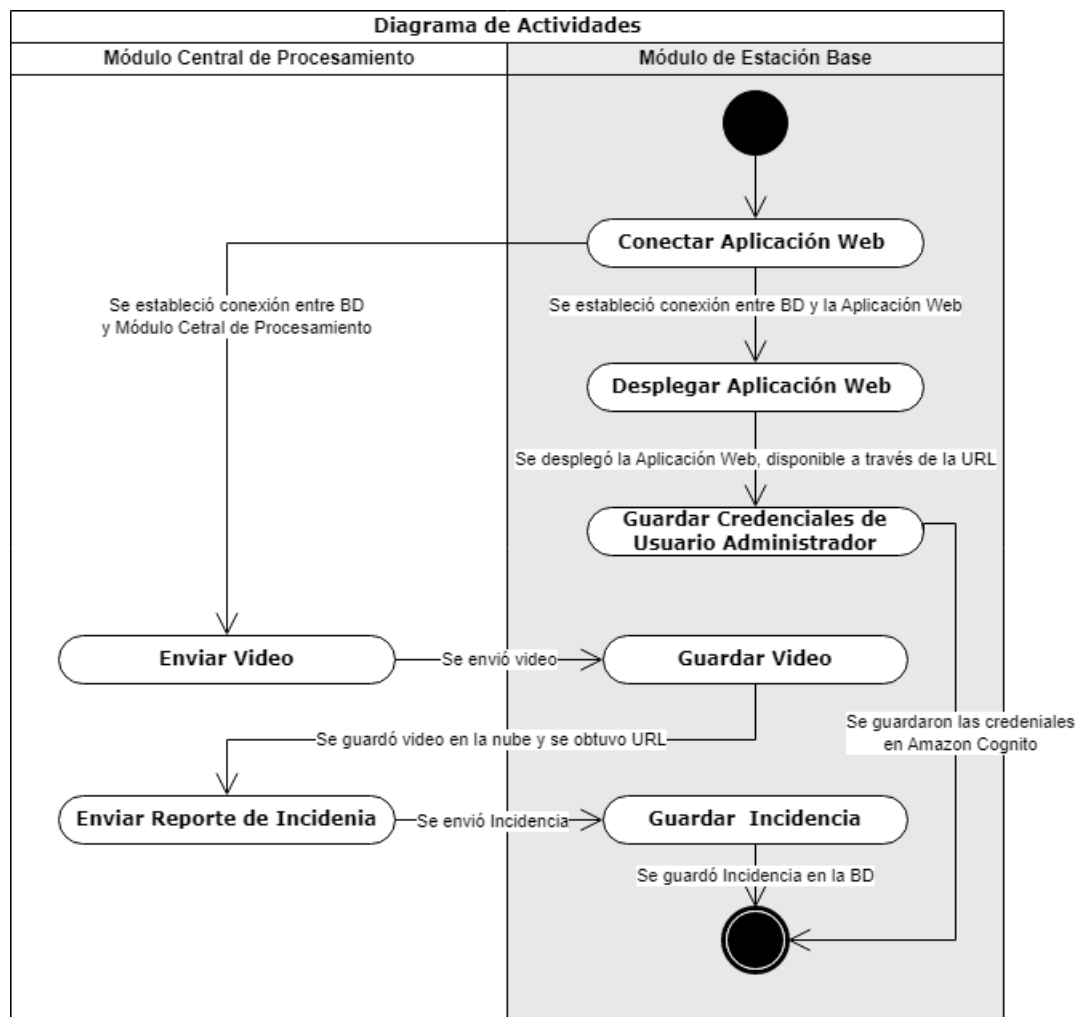 Diagrama de Actividades
Módulo Central de Procesamiento
Módulo de Estación Base
Conectar Aplicación Web
Se estableció conexión entre BD
y Módulo Cetral de Procesamiento
Se estableció conexión entre BD y la Aplicación Web
Desplegar Aplicación Web
Se desplegó la Aplicación Web, disponible a través de la URL
Guardar Credenciales de
Usuario Administrador
Enviar Video
Se envió video
Guardar Video
Se guardaron las credeniales
en Amazon Cognito
Se guardó video en la nube y se obtuvo URL
Enviar Reporte de Incidenia
Se envió Incidencia
Guardar Incidencia
Se guardó Incidencia en la BD